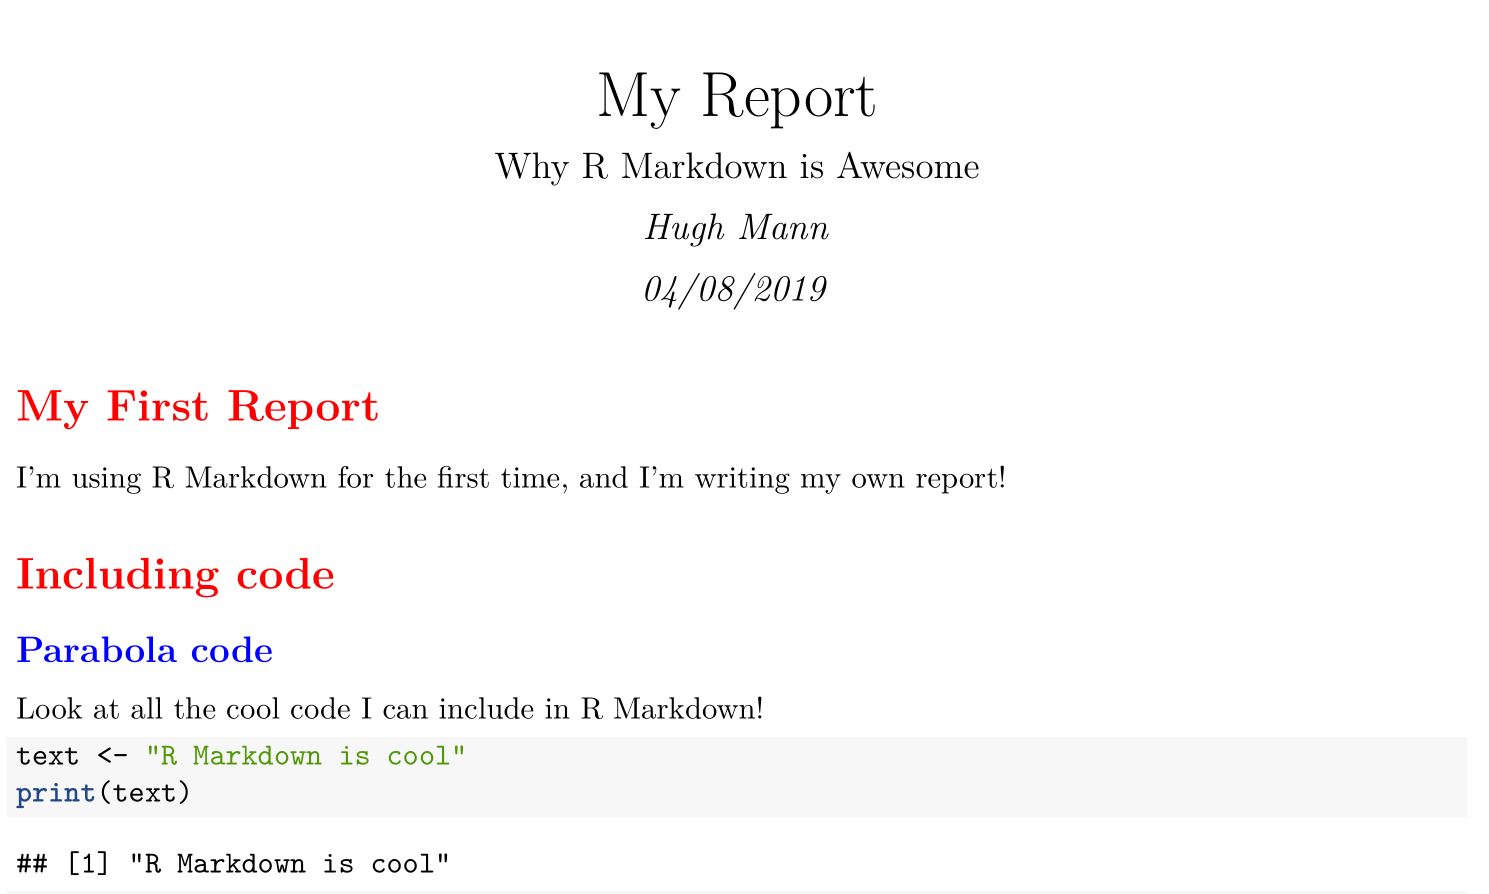 My Report
Why R Markdown is Awesome
Hugh Mann
04/08/2019
My First Report
I'm using R Markdown for the first time, and I'm writing my own report!
Including code
Parabola code
Look at all the cool code I can include in R Markdown!
text <- "R Markdown is cool"
print(text)
## [1] "R Markdown is cool"